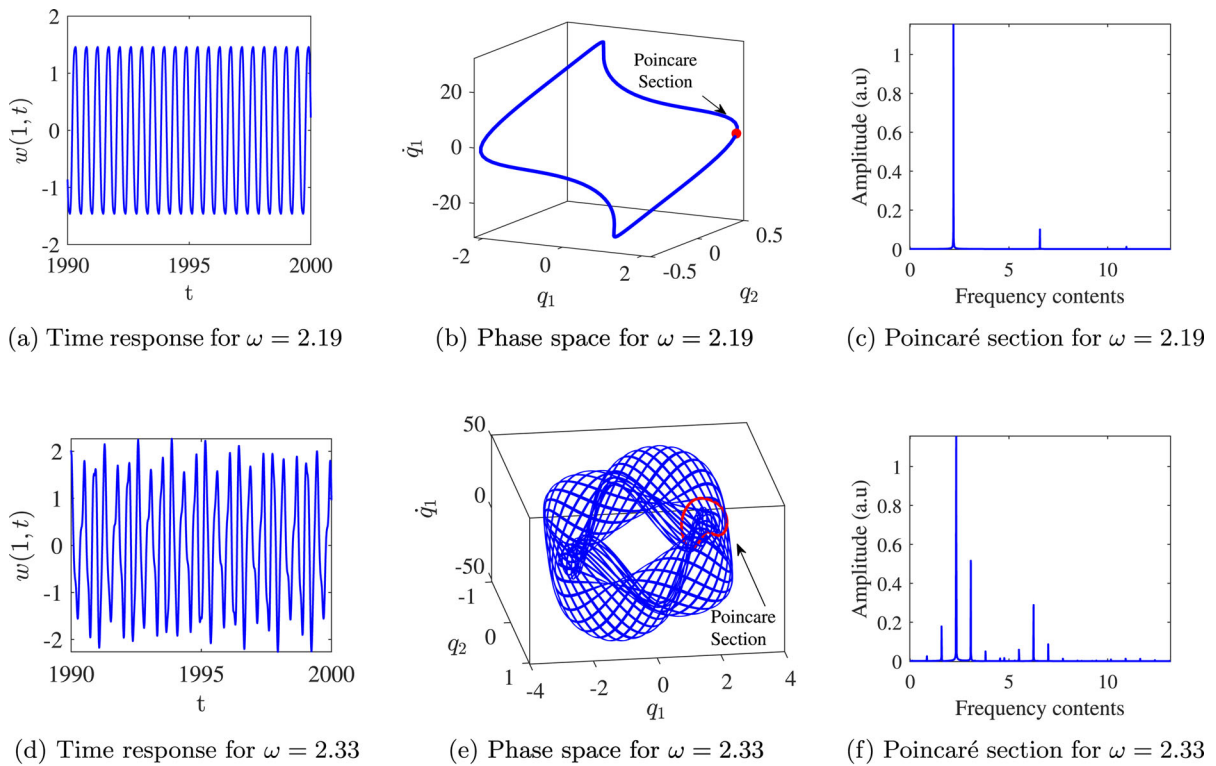 2
1
0
-1
-2
1990
1995
2000
w(1, t)
t
(a) Time response for ω = 2.19
20
0
-20
q̇₁
-2
0
2
q₁
-0.5
0
0.5
q₂
Poincare
Section
(b) Phase space for ω = 2.19
1
0.8
0.6
0.4
0.2
0
0
5
10
Amplitude (a.u)
Frequency contents
(c) Poincaré section for ω = 2.19
2
1
0
-1
-2
1990
1995
2000
w(1, t)
t
(d) Time response for ω = 2.33
50
0
-50
q̇₁
-1
0
1
q₂
-4
-2
0
2
4
q₁
Poincare
Section
(e) Phase space for ω = 2.33
1
0.8
0.6
0.4
0.2
0
0
5
10
Amplitude (a.u)
Frequency contents
(f) Poincaré section for ω = 2.33